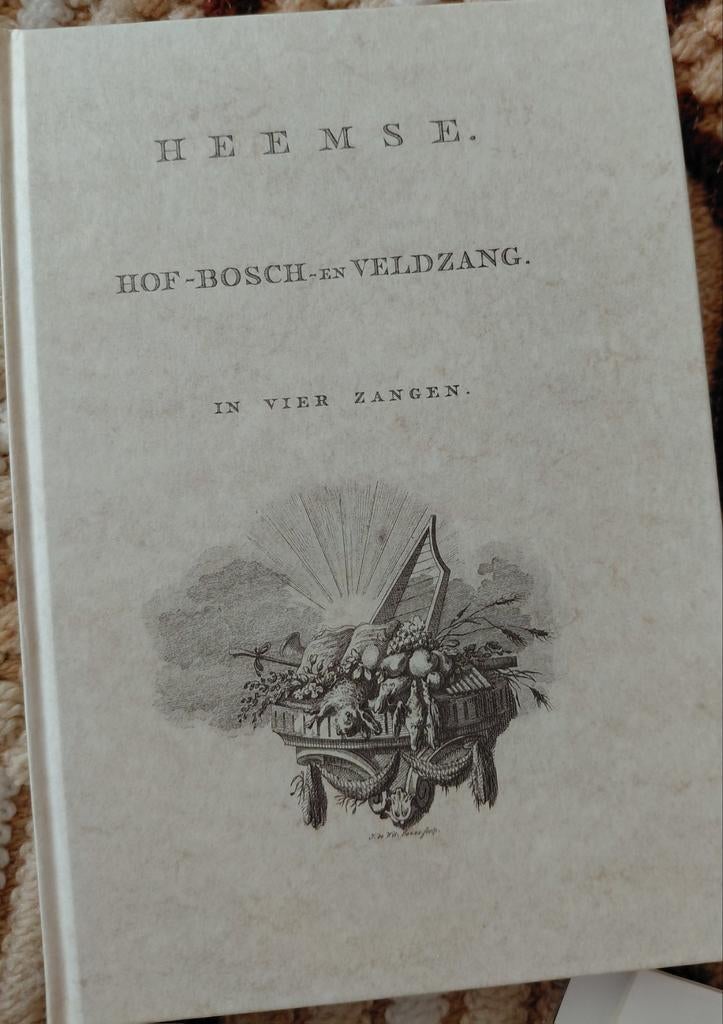 HEEMSE.
HOF-BOSCH-EN VELDZANG.
IN VIER ZANGEN.